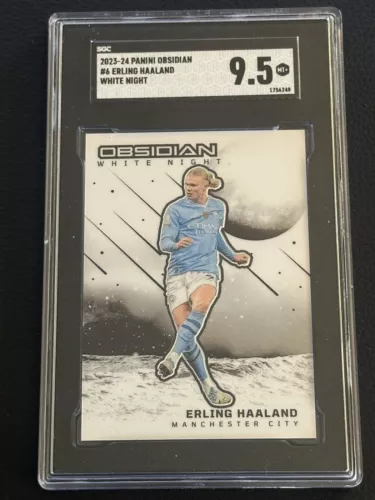 SGC
2023-24 PANINI OBSIDIAN
#6 ERLING HAALAND
WHITE NIGHT
9.5 MT+
1756248
OBSIDIAN
WHITE NIGHT
ERLING HAALAND
MANCHESTER CITY